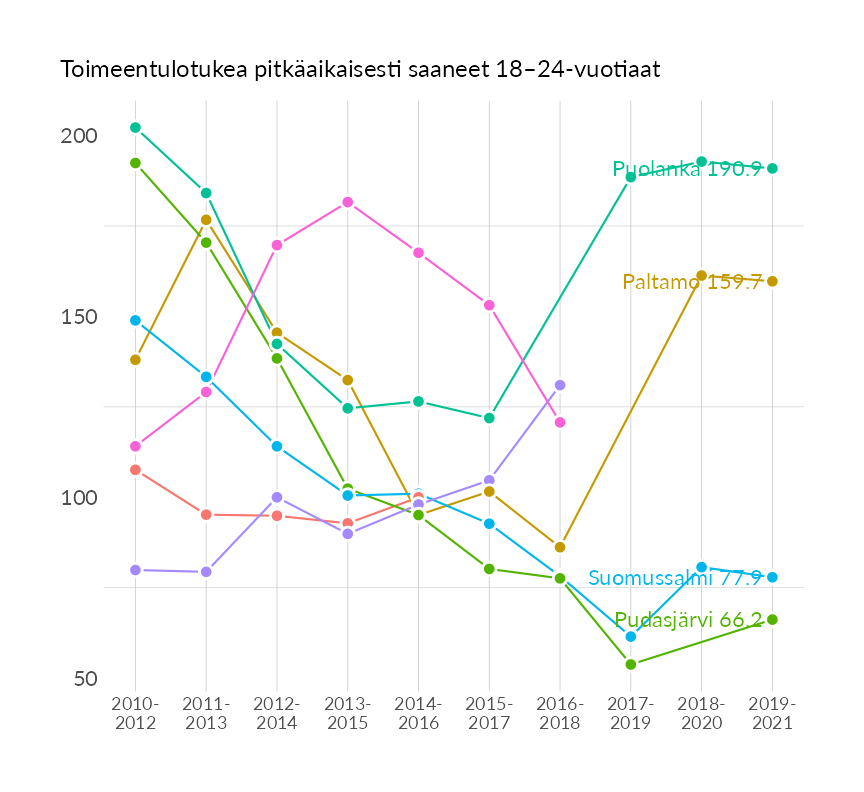 Toimeentulotukea pitkäaikaisesti saaneet 18–24-vuotiaat
200
Puolanka 190.9
Paltamo 159.7
150
100
Suomussalmi 77.9
Pudasjärvi 66.2
50
2010- 2011- 2012- 2013- 2014- 2015- 2016- 2017- 2018- 2019-
2012 2013 2014 2015 2016 2017 2018 2019 2020 2021